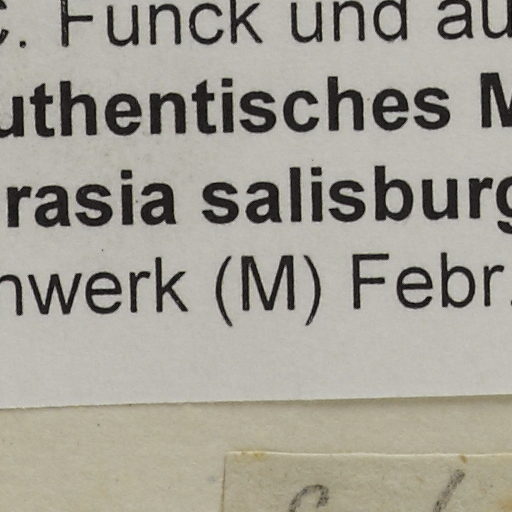 . Funck und au
uthentisches M
rasia salisburg
nwerk (M) Febr.